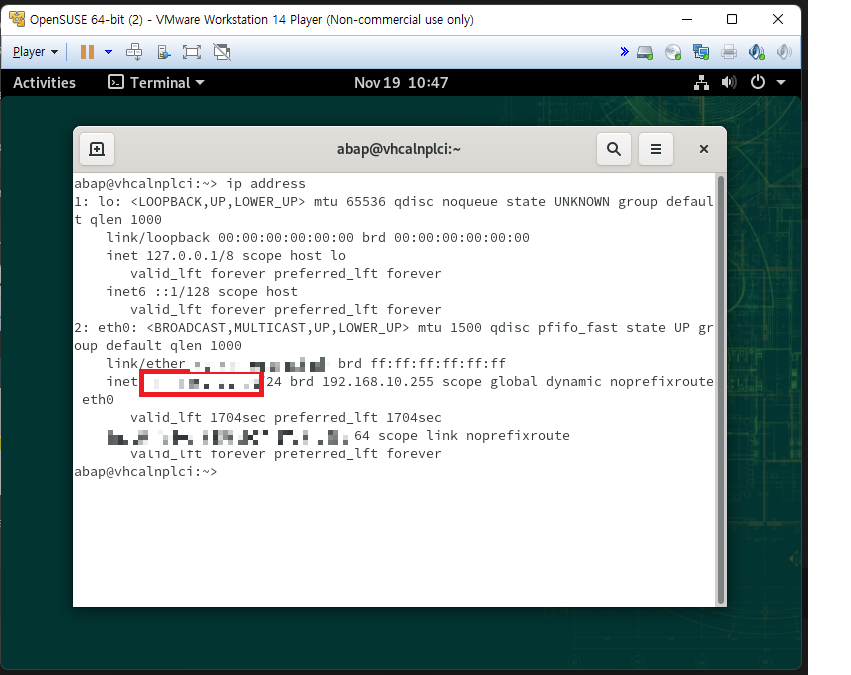 OpenSUSE 64-bit (2) - VMware Workstation 14 Player (Non-commercial use only)
Player
Activities
Terminal
Nov 19 10:47
abap@vhcalnplci:~
abap@vhcalnplci:~> ip address
1: lo: <LOOPBACK,UP,LOWER_UP> mtu 65536 qdisc noqueue state UNKNOWN group defaul
t qlen 1000
link/loopback 00:00:00:00:00:00 brd 00:00:00:00:00:00
inet 127.0.0.1/8 scope host lo
valid_lft forever preferred_lft forever
inet6 ::1/128 scope host
valid_lft forever preferred_lft forever
2: eth0: <BROADCAST,MULTICAST,UP,LOWER_UP> mtu 1500 qdisc pfifo_fast state UP gr
oup default qlen 1000
link/ether brd ff:ff:ff:ff:ff:ff
inet 24 brd 192.168.10.255 scope global dynamic noprefixroute
eth0
valid_lft 1704sec preferred_lft 1704sec
64 scope link noprefixroute
valid_lft forever preferred_lft forever
abap@vhcalnplci:~>